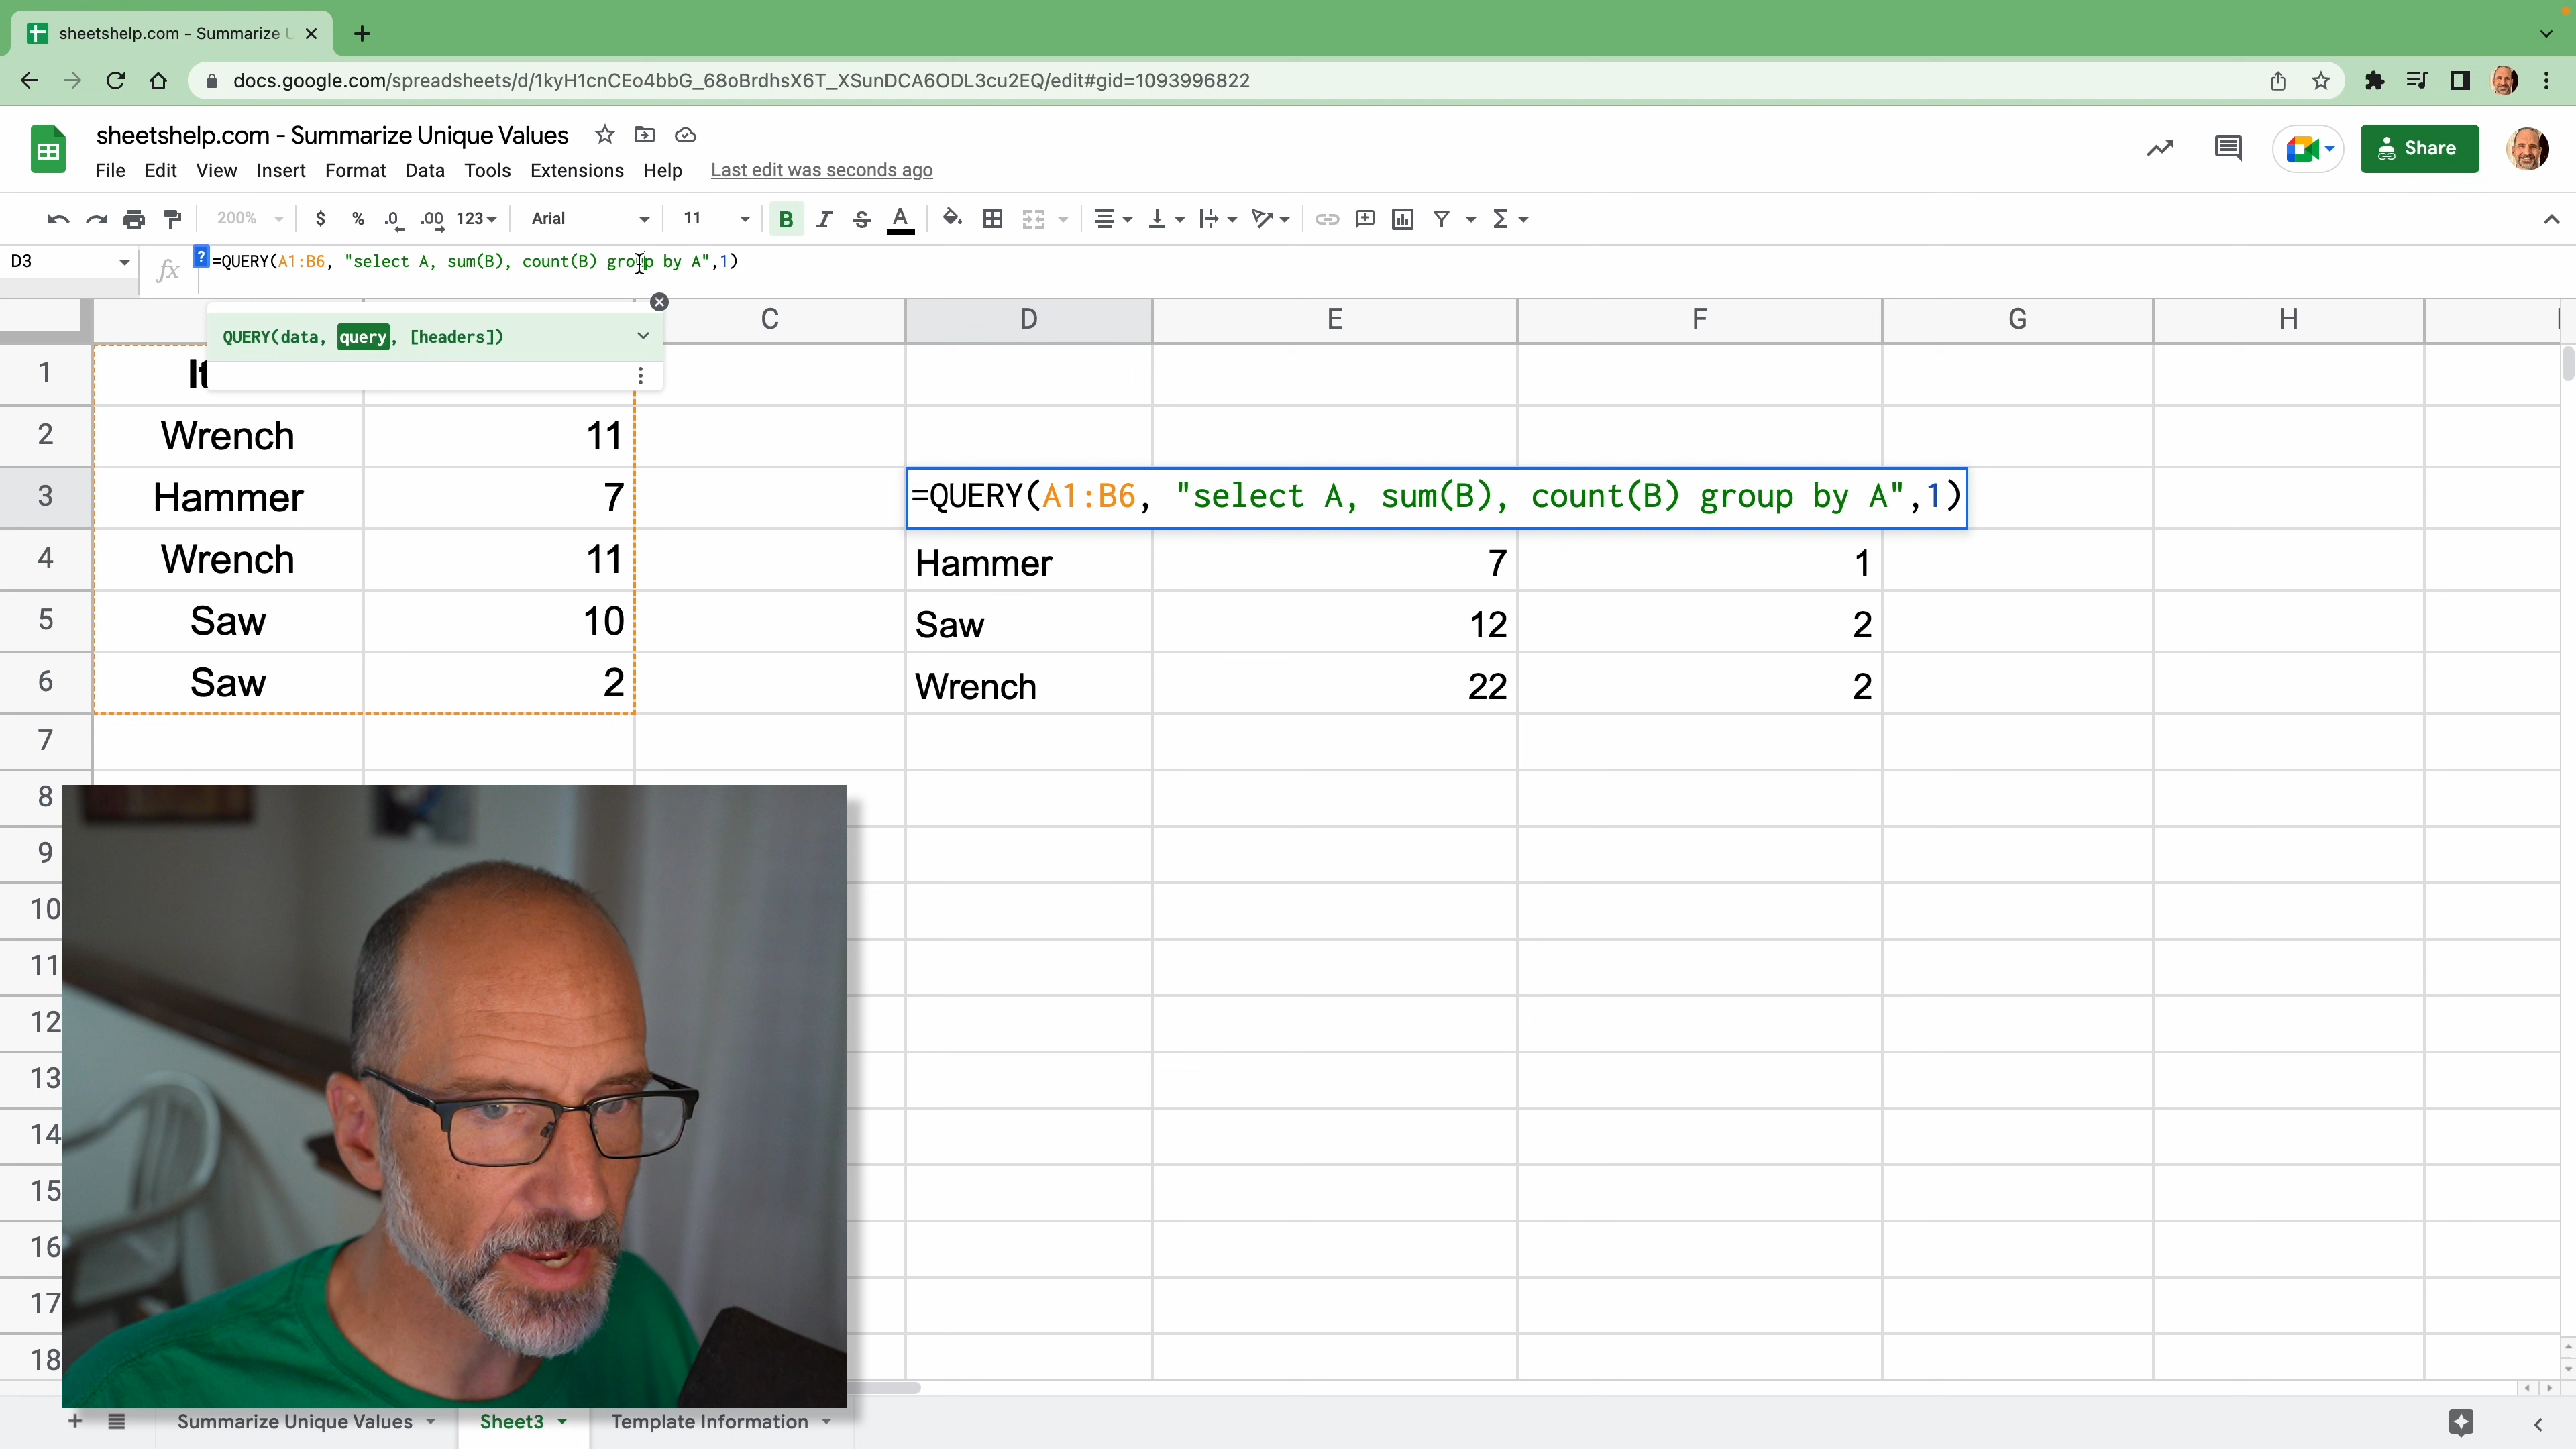 sheetshelp.com - Summarize U
docs.google.com/spreadsheets/d/1kyH1cnCEo4bbG_68oBrdhsX6T_XSunDCA6ODL3cu2EQ/edit#gid=1093996822
sheetshelp.com - Summarize Unique Values
File Edit View Insert Format Data Tools Extensions Help Last edit was seconds ago
Share
200% $ % .0 .00 123 Arial 11 B I S A Σ
D3 fx ? =QUERY(A1:B6, "select A, sum(B), count(B) group by A",1)
QUERY(data, query, [headers])
C D E F G H
1 It
2 Wrench 11
3 Hammer 7 =QUERY(A1:B6, "select A, sum(B), count(B) group by A",1)
4 Wrench 11 Hammer 7 1
5 Saw 10 Saw 12 2
6 Saw 2 Wrench 22 2
7
8
9
10
11
12
13
14
15
16
17
18
Summarize Unique Values Sheet3 Template Information